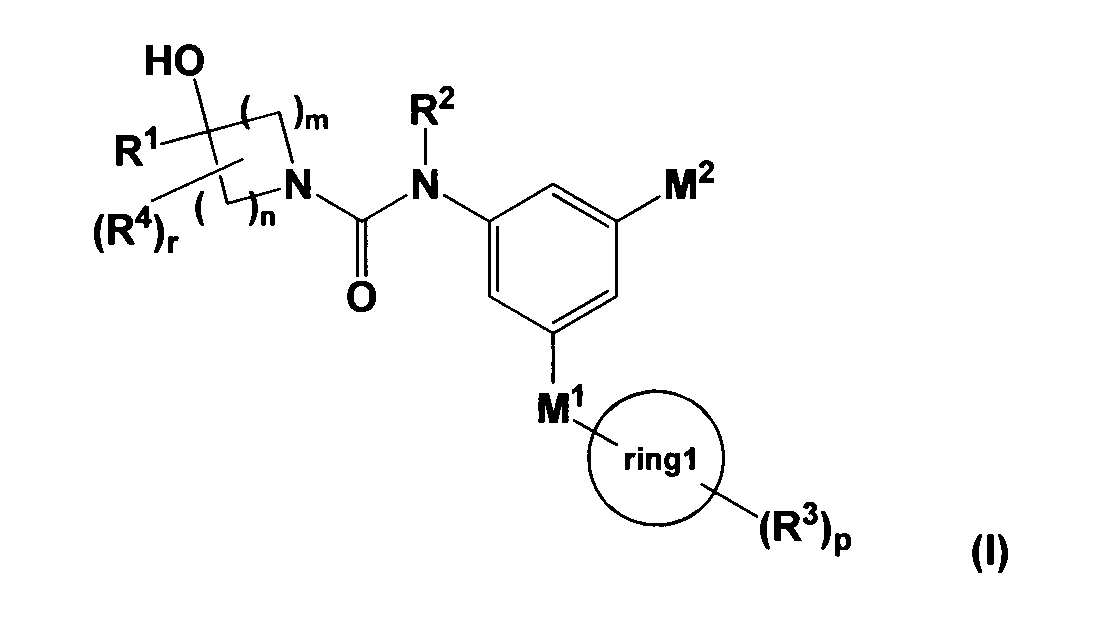 HO
( )m
R²
R¹
N
N
M²
(R⁴)r
( )n
O
M¹
ring1
(R³)p
(I)